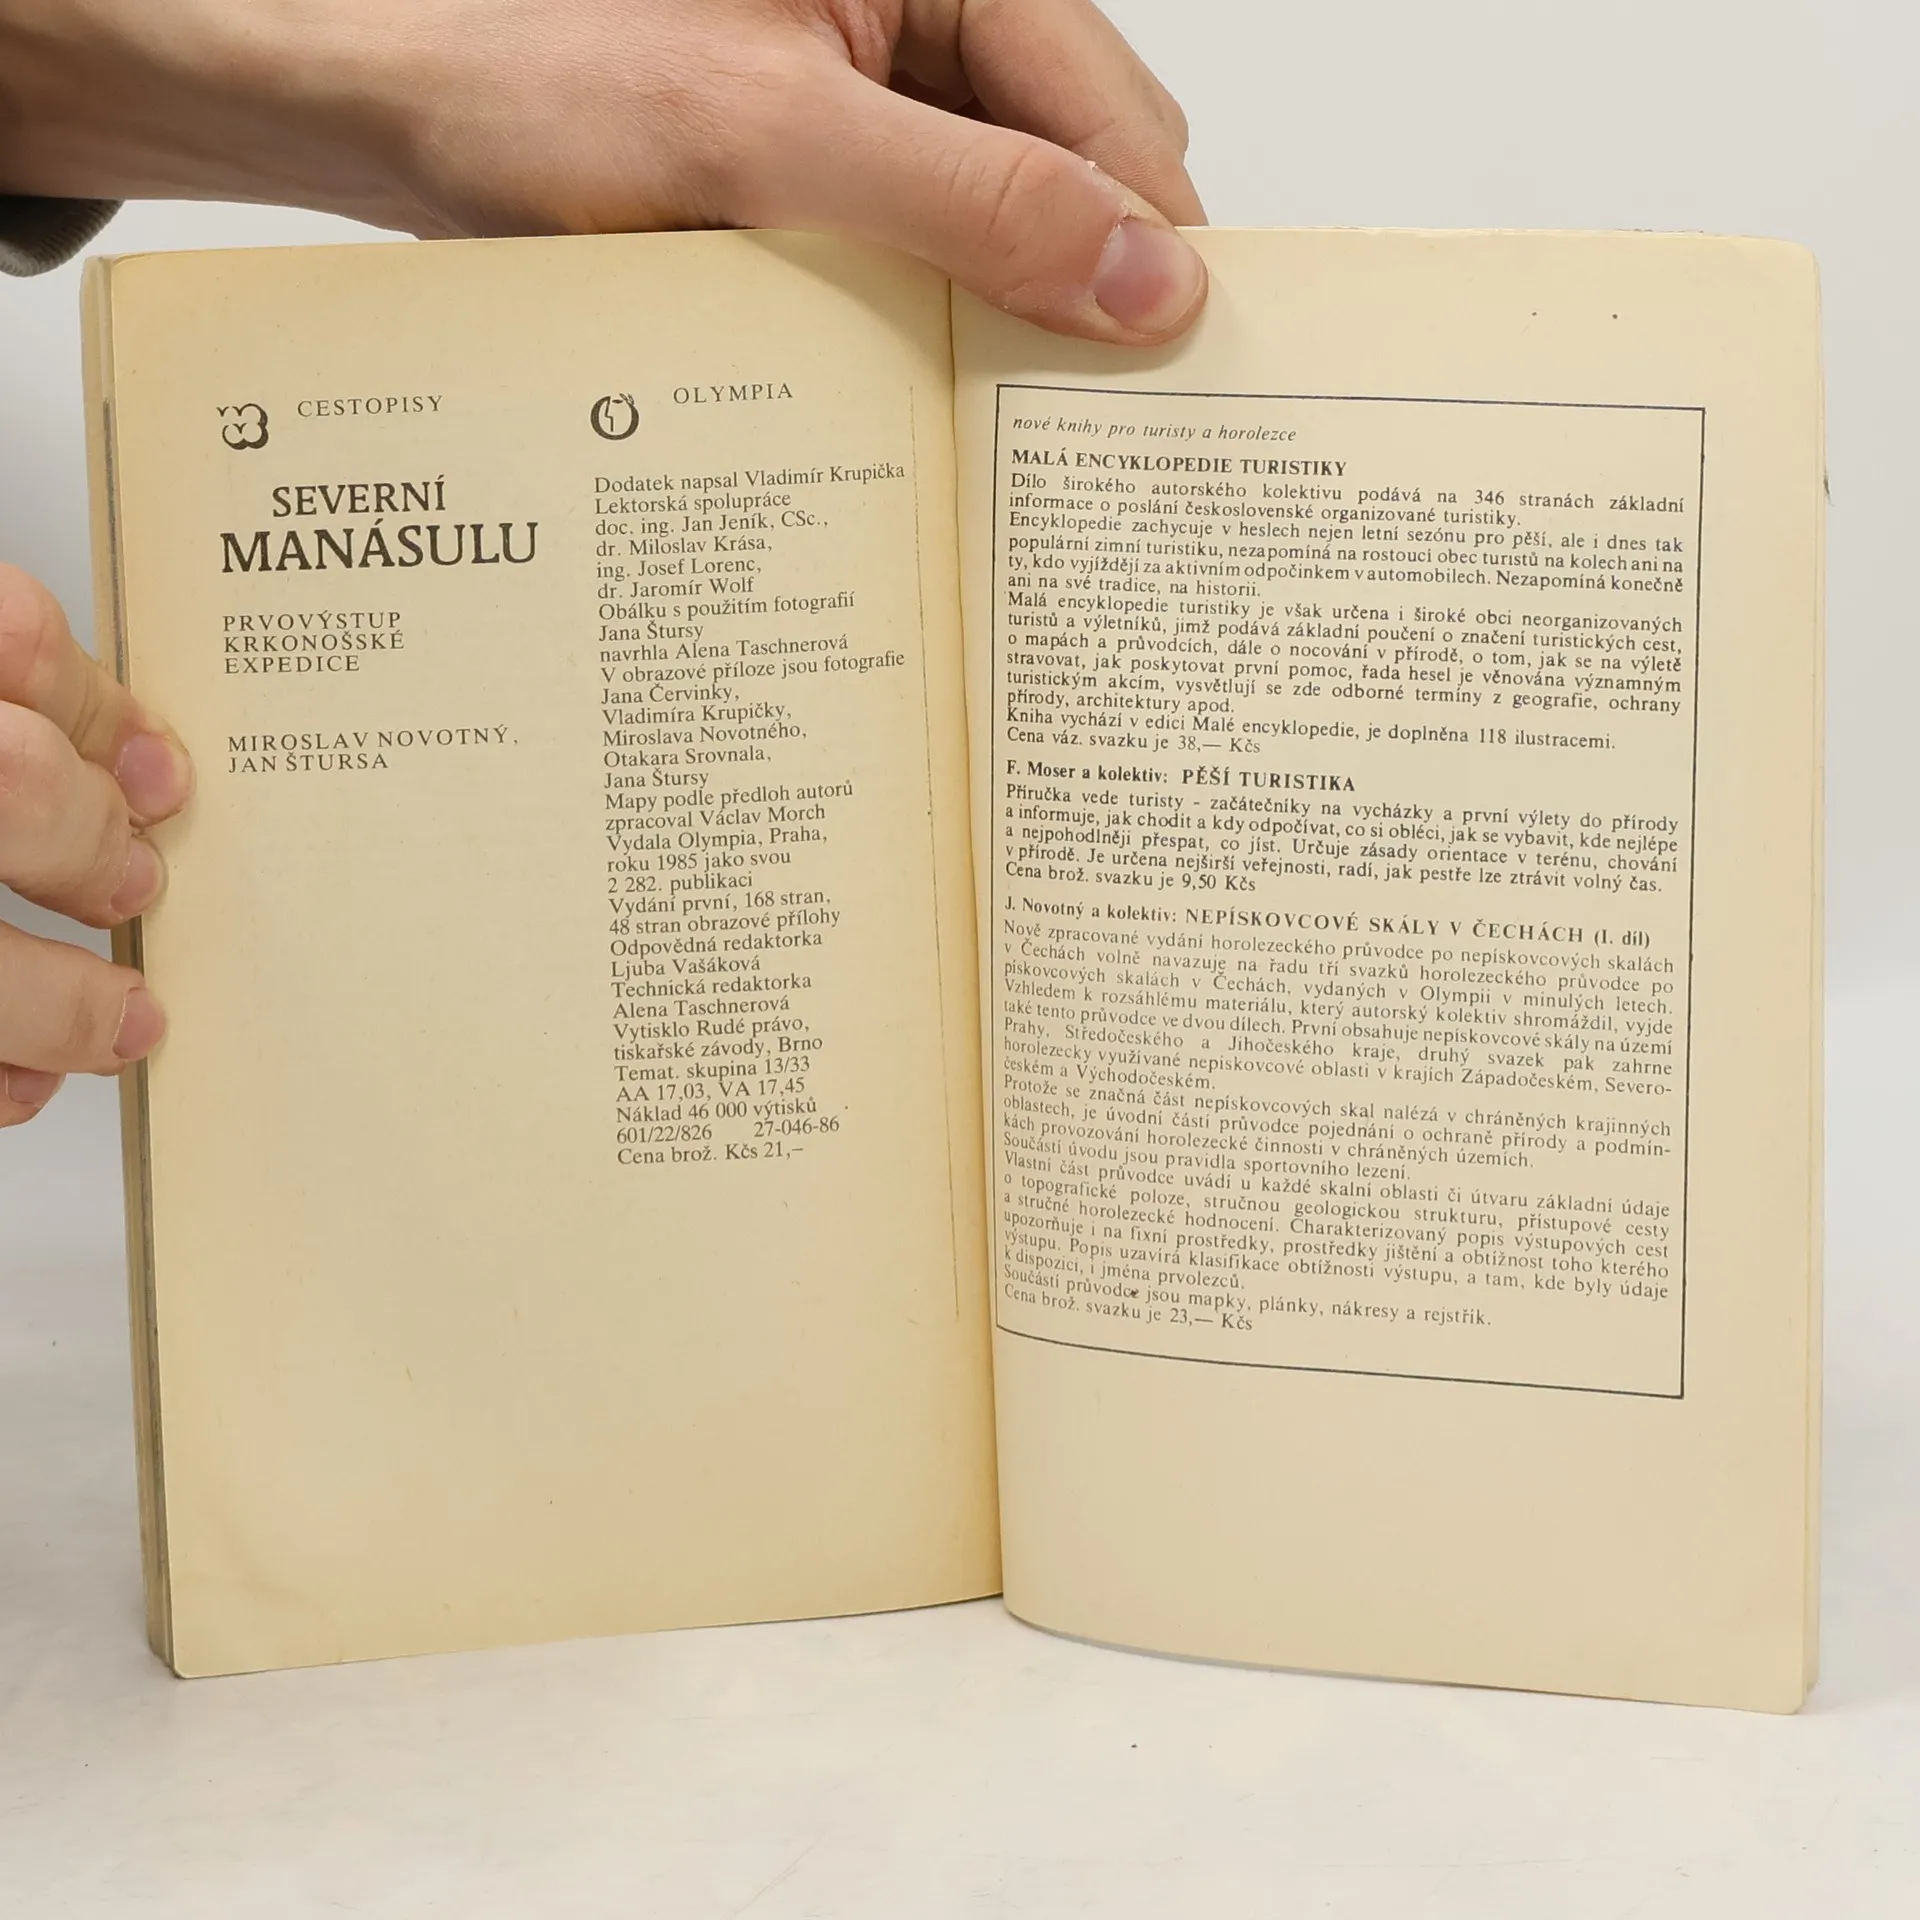 CESTOPISY
SEVERNÍ
MANÁSULU
PRVOVÝSTUP
KRKONOŠSKÉ
EXPEDICE
MIROSLAV NOVOTNÝ,
JAN ŠTURSA
OLYMPIA
Dodatek napsal Vladimír Krupička
Lektorská spolupráce
doc. ing. Jan Jeník, CSc.,
dr. Miloslav Krása,
ing. Josef Lorenc,
dr. Jaromír Wolf
Obálku s použitím fotografií
Jana Štursy
navrhla Alena Taschnerová
V obrazové příloze jsou fotografie
Jana Červinky,
Vladimíra Krupičky,
Miroslava Novotného,
Otakara Srovnala,
Jana Štursy
Mapy podle předloh autorů
zpracoval Václav Morch
Vydala Olympia, Praha,
roku 1985 jako svou
2 282. publikaci
Vydání první, 168 stran,
48 stran obrazové přílohy
Odpovědná redaktorka
Ljuba Vašáková
Technická redaktorka
Alena Taschnerová
Vytisklo Rudé právo,
tiskařské závody, Brno
Temat. skupina 13/33
AA 17,03, VA 17,45
Náklad 46 000 výtisků
601/22/826 27-046-86
Cena brož. Kčs 21,–
nové knihy pro turisty a horolezce
MALÁ ENCYKLOPEDIE TURISTIKY
Dílo širokého autorského kolektivu podává na 346 stranách základní
informace o poslání československé organizované turistiky.
Encyklopedie zachycuje v heslech nejen letní sezónu pro pěší, ale i dnes tak
populární zimní turistiku, nezapomíná na rostoucí obec turistů na kolech ani na
ty, kdo vyjíždějí za aktivním odpočinkem v automobilech. Nezapomíná konečně
ani na své tradice, na historii.
Malá encyklopedie turistiky je však určena i široké obci neorganizovaných
turistů a výletníků, jimž podává základní poučení o značení turistických cest,
o mapách a průvodcích, dále o nocování v přírodě, o tom, jak se na výletě
stravovat, jak poskytovat první pomoc, řada hesel je věnována významným
turistickým akcím, vysvětlují se zde odborné termíny z geografie, ochrany
přírody, architektury apod.
Kniha vychází v edici Malé encyklopedie, je doplněna 118 ilustracemi.
Cena váz. svazku je 38,— Kčs
F. Moser a kolektiv: PĚŠÍ TURISTIKA
Příručka vede turisty - začátečníky na vycházky a první výlety do přírody
a informuje, jak chodit a kdy odpočívat, co si obléci, jak se vybavit, kde nejlépe
a nejpohodlněji přespat, co jíst. Určuje zásady orientace v terénu, chování
v přírodě. Je určena nejširší veřejnosti, radí, jak pestře lze ztrávit volný čas.
Cena brož. svazku je 9,50 Kčs
J. Novotný a kolektiv: NEPÍSKOVCOVÉ SKÁLY V ČECHÁCH (I. díl)
Nově zpracované vydání horolezeckého průvodce po nepískovcových skalách
v Čechách volně navazuje na řadu tří svazků horolezeckého průvodce po
pískovcových skalách v Čechách, vydaných v Olympii v minulých letech.
Vzhledem k rozsáhlému materiálu, který autorský kolektiv shromáždil, vyjde
také tento průvodce ve dvou dílech. První obsahuje nepískovcové skály na území
Prahy, Středočeského a Jihočeského kraje, druhý svazek pak zahrne
horolezecky využívané nepískovcové oblasti v krajích Západočeském, Severo-
českém a Východočeském.
Protože se značná část nepískovcových skal nalézá v chráněných krajinných
oblastech, je úvodní částí průvodce pojednání o ochraně přírody a podmín-
kách provozování horolezecké činnosti v chráněných územích.
Součástí úvodu jsou pravidla sportovního lezení.
Vlastní část průvodce uvádí u každé skalní oblasti či útvaru základní údaje
o topografické poloze, stručnou geologickou strukturu, přístupové cesty
a stručné horolezecké hodnocení. Charakterizovaný popis výstupových cest
upozorňuje i na fixní prostředky, prostředky jištění a obtížnost toho kterého
výstupu. Popis uzavírá klasifikace obtížnosti výstupu, a tam, kde byly údaje
k dispozici, i jména prvolezců.
Součástí průvodce jsou mapky, plánky, nákresy a rejstřík.
Cena brož. svazku je 23,— Kčs